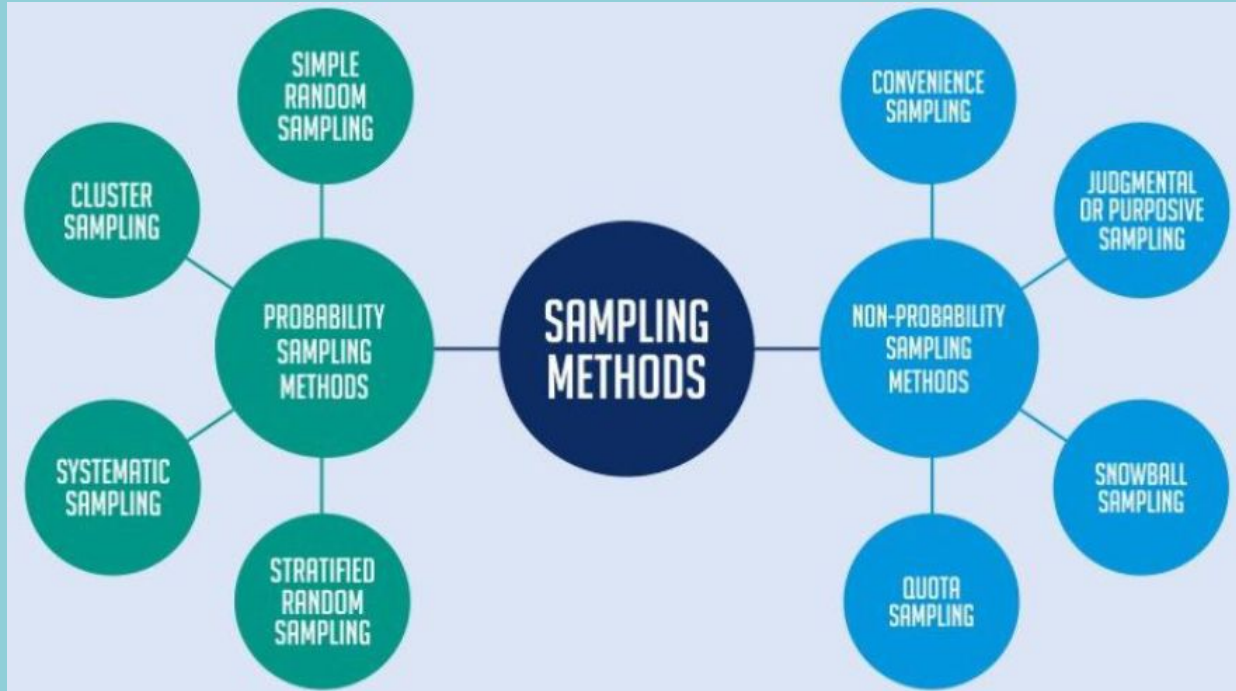 SIMPLE
RANDOM
SAMPLING
CLUSTER
SAMPLING
PROBABILITY
SAMPLING
METHODS
SYSTEMATIC
SAMPLING
STRATIFIED
RANDOM
SAMPLING
SAMPLING
METHODS
CONVENIENCE
SAMPLING
JUDGMENTAL
OR PURPOSIVE
SAMPLING
NON-PROBABILITY
SAMPLING
METHODS
SNOWBALL
SAMPLING
QUOTA
SAMPLING